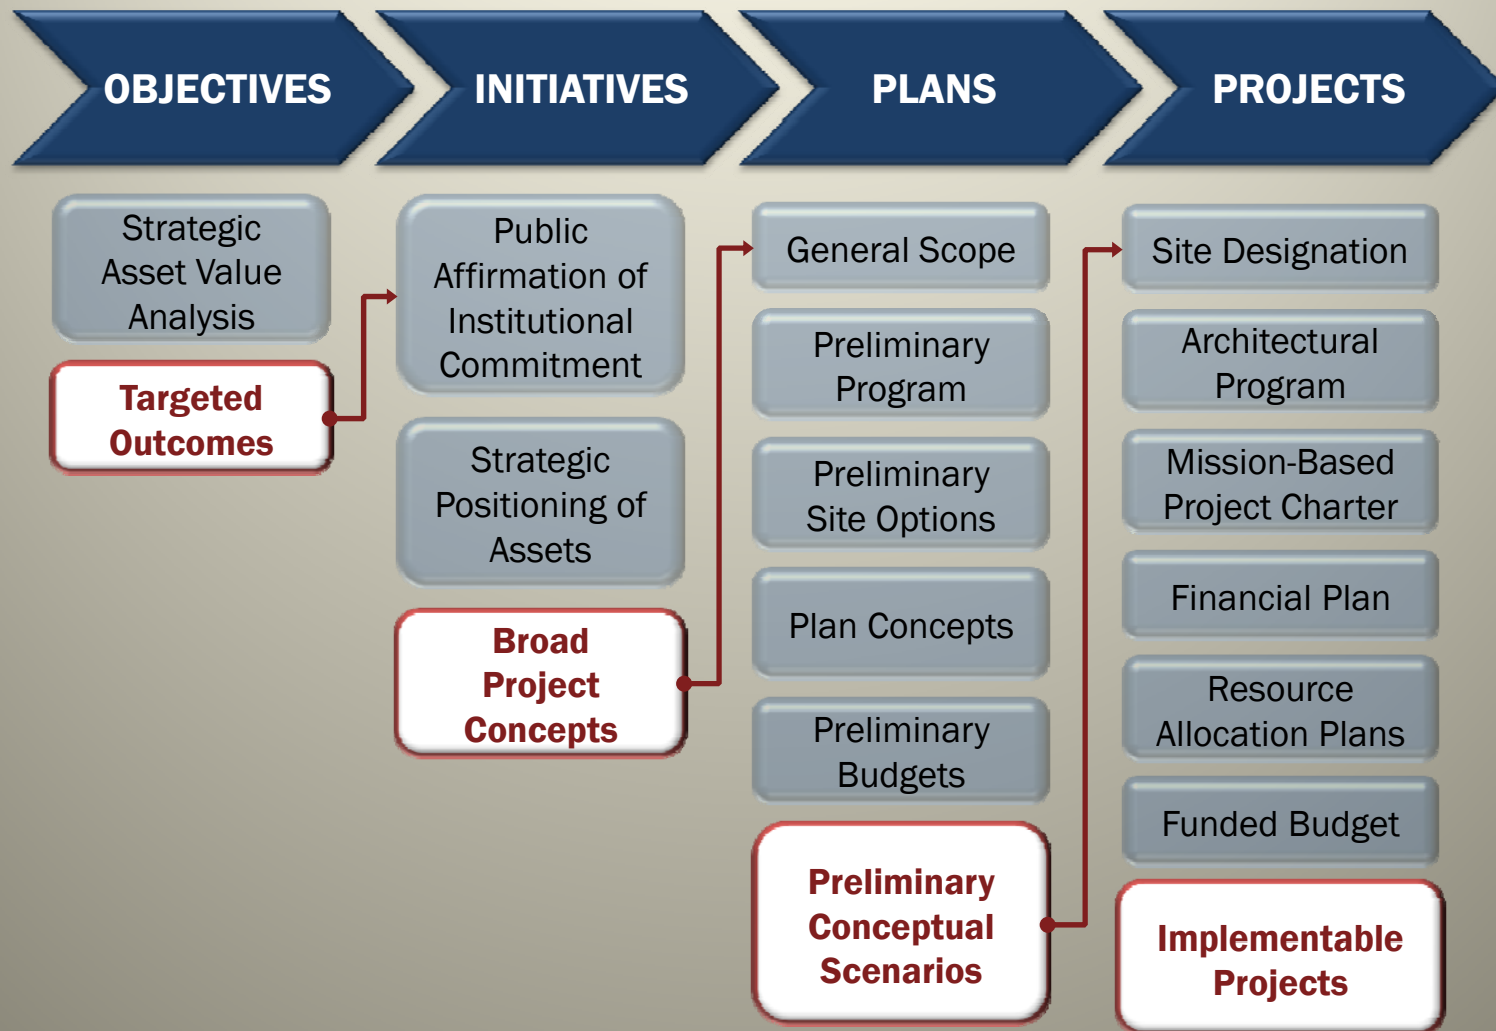 OBJECTIVES
INITIATIVES
PLANS
PROJECTS
Strategic
Asset Value
Analysis
Targeted
Outcomes
Public
Affirmation of
Institutional
Commitment
Strategic
Positioning of
Assets
Broad
Project
Concepts
General Scope
Preliminary
Program
Preliminary
Site Options
Plan Concepts
Preliminary
Budgets
Preliminary
Conceptual
Scenarios
Site Designation
Architectural
Program
Mission-Based
Project Charter
Financial Plan
Resource
Allocation Plans
Funded Budget
Implementable
Projects